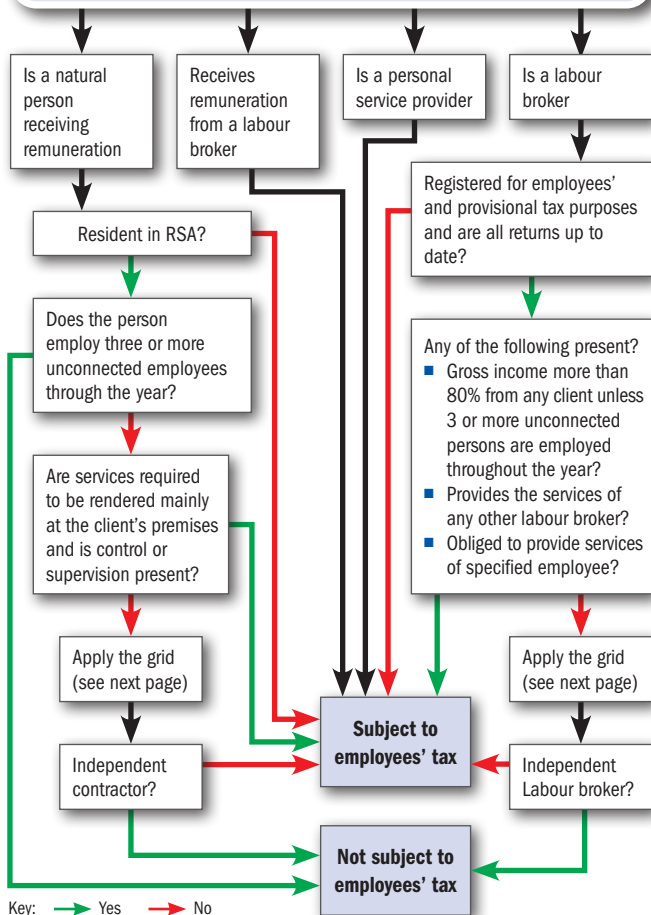 Is a natural
person
receiving
remuneration
Receives
remuneration
from a labour
broker
Is a personal
service provider
Is a labour
broker
Resident in RSA?
Registered for employees'
and provisional tax purposes
and are all returns up to
date?
Does the person
employ three or more
unconnected employees
through the year?
Any of the following present?
■ Gross income more than
80% from any client unless
3 or more unconnected
persons are employed
throughout the year?
■ Provides the services of
any other labour broker?
■ Obliged to provide services
of specified employee?
Are services required
to be rendered mainly
at the client's premises
and is control or
supervision present?
Apply the grid
(see next page)
Apply the grid
(see next page)
Subject to
employees' tax
Independent
contractor?
Independent
Labour broker?
Not subject to
employees' tax
Key: Yes No